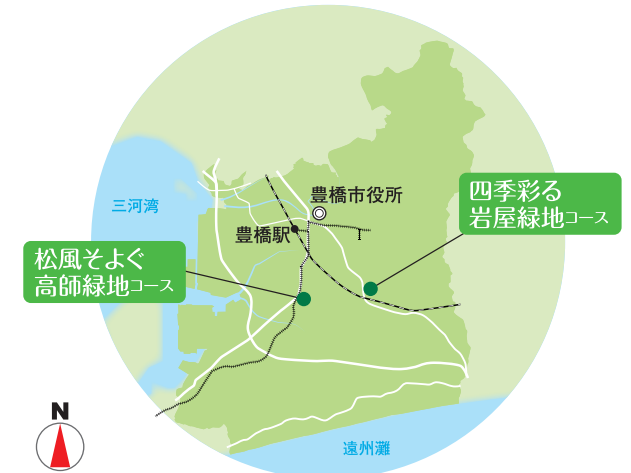 三河湾
豊橋市役所
豊橋駅
四季彩る
岩屋緑地コース
松風そよぐ
高師緑地コース
N
遠州灘